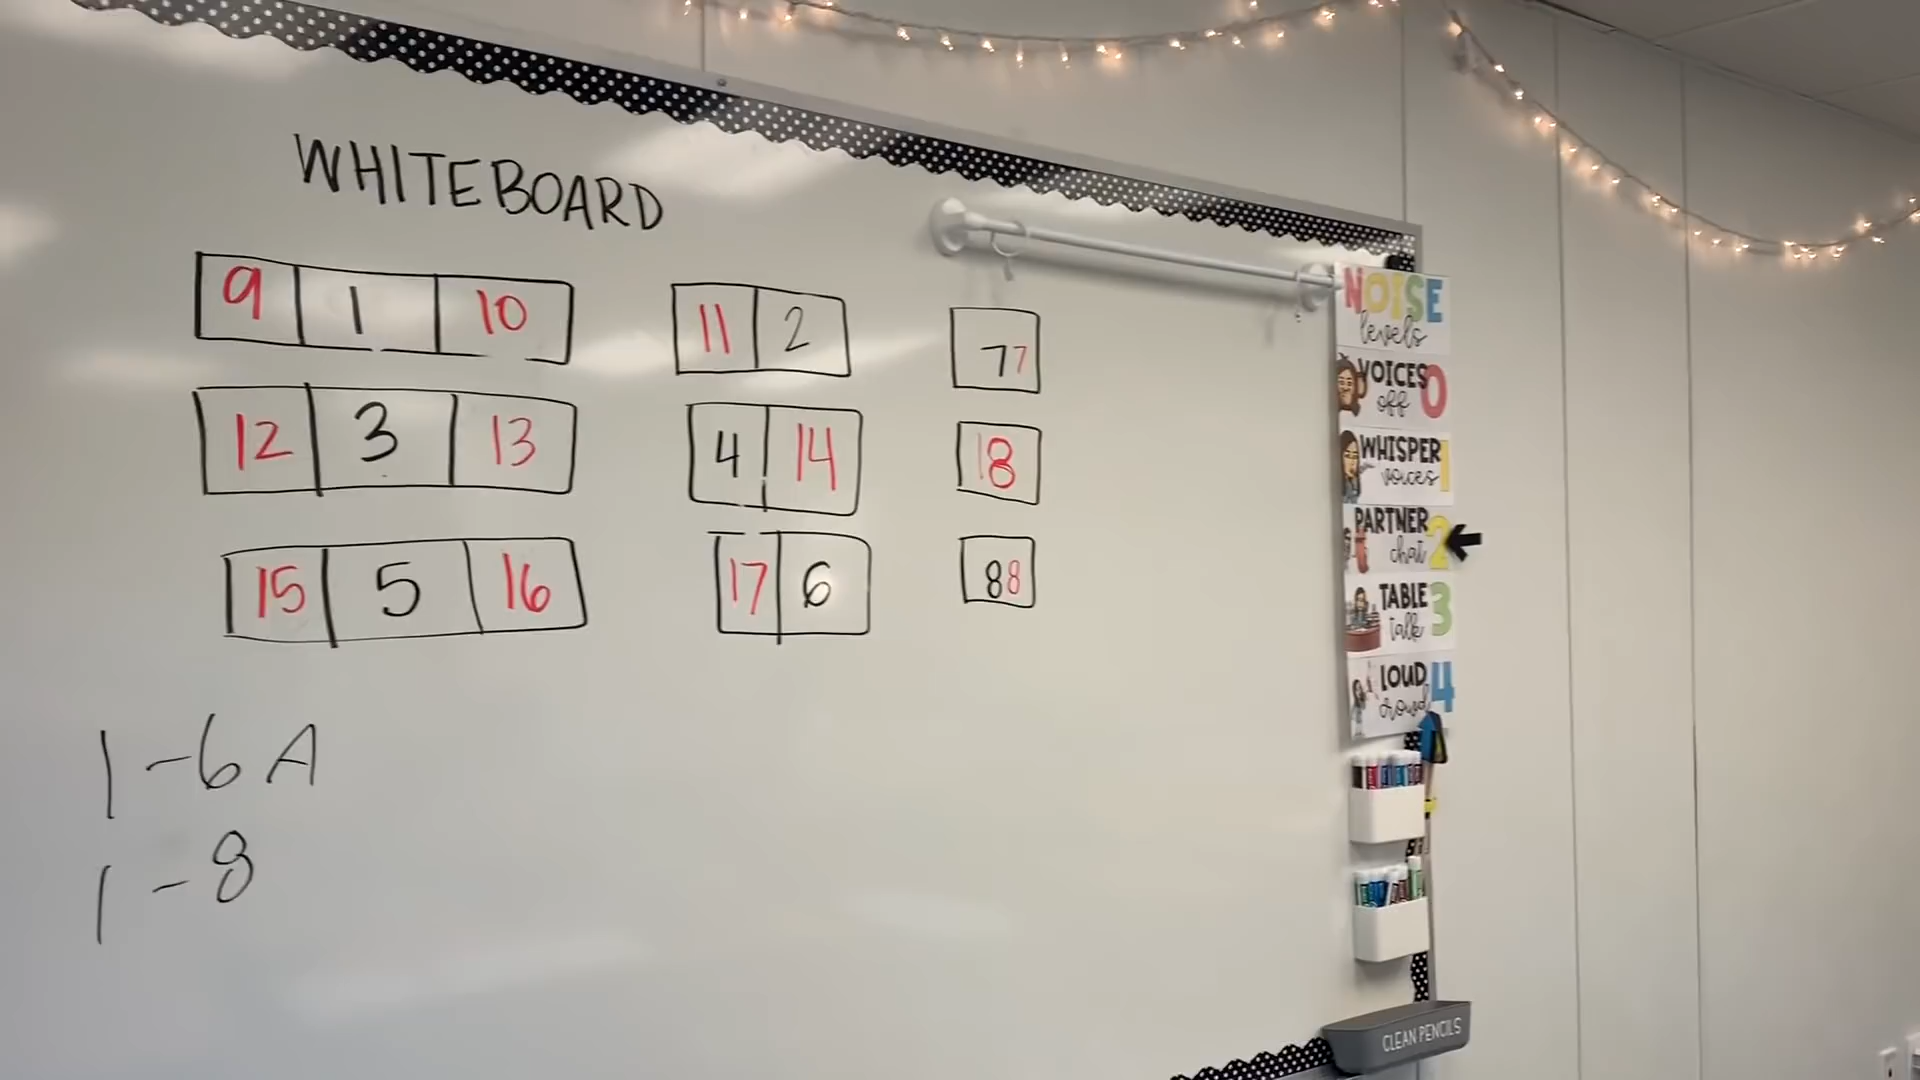 WHITEBOARD
9 1 10 11 2 77
12 3 13 4 14 18
15 5 16 17 6 88
1-6A
1-8
NOISE
levels
VOICES 0
off
WHISPER 1
voices
PARTNER 2
chat
TABLE 3
talk
LOUD 4
crowd
CLEAN PENCILS